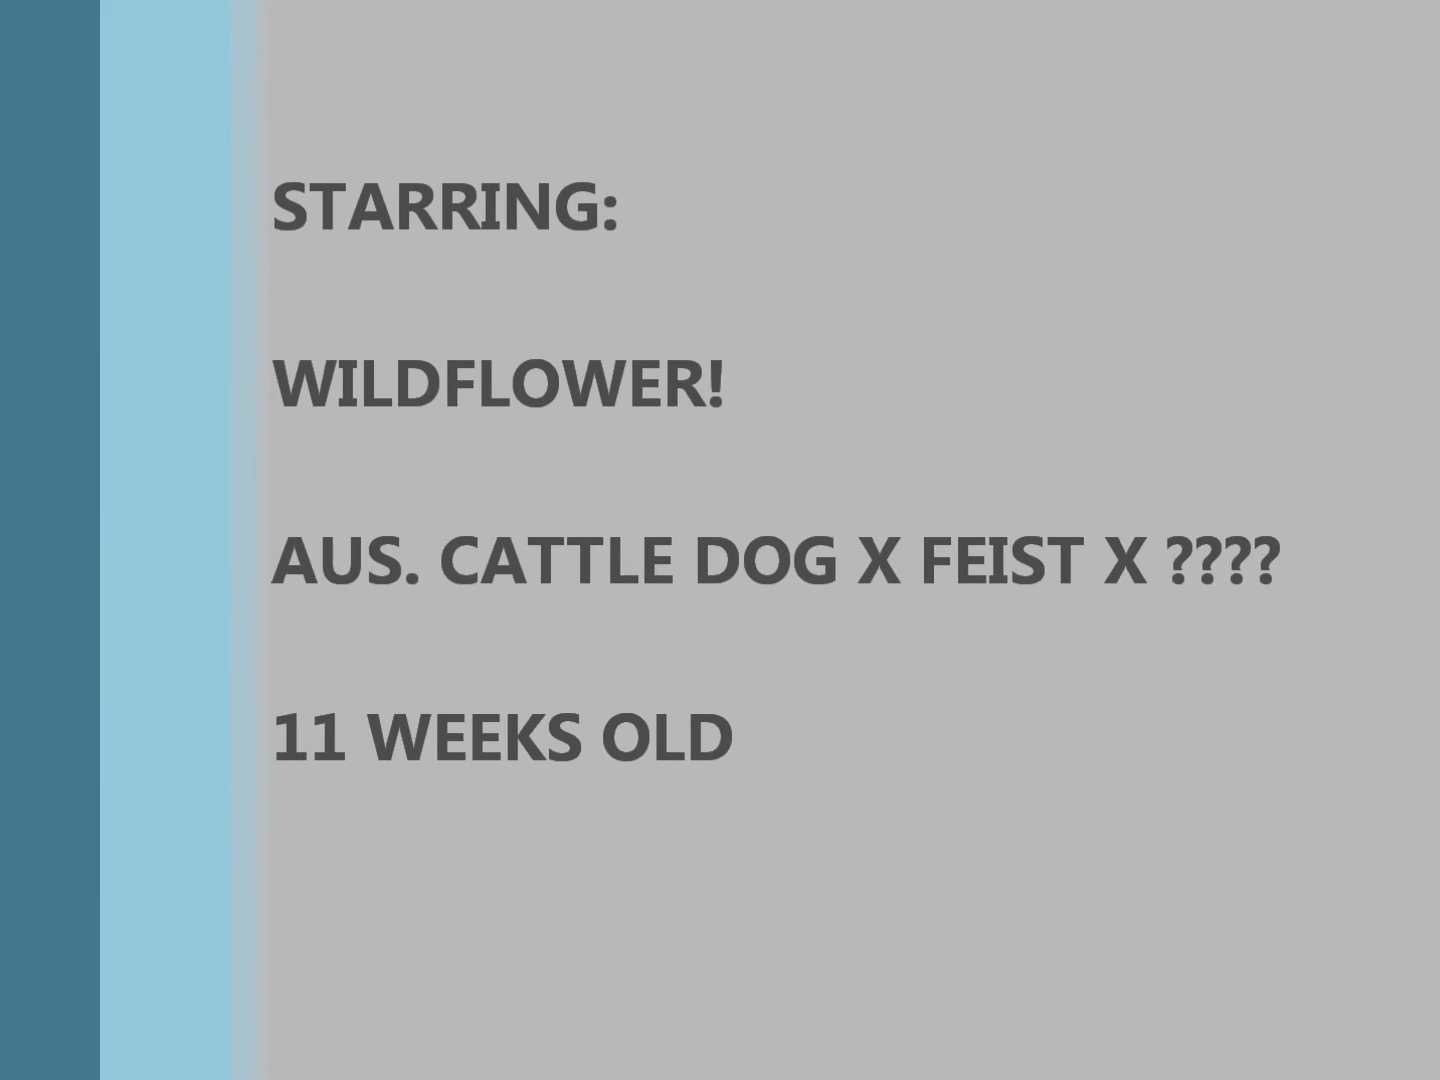 STARRING:
WILDFLOWER!
AUS. CATTLE DOG X FEIST X ????
11 WEEKS OLD